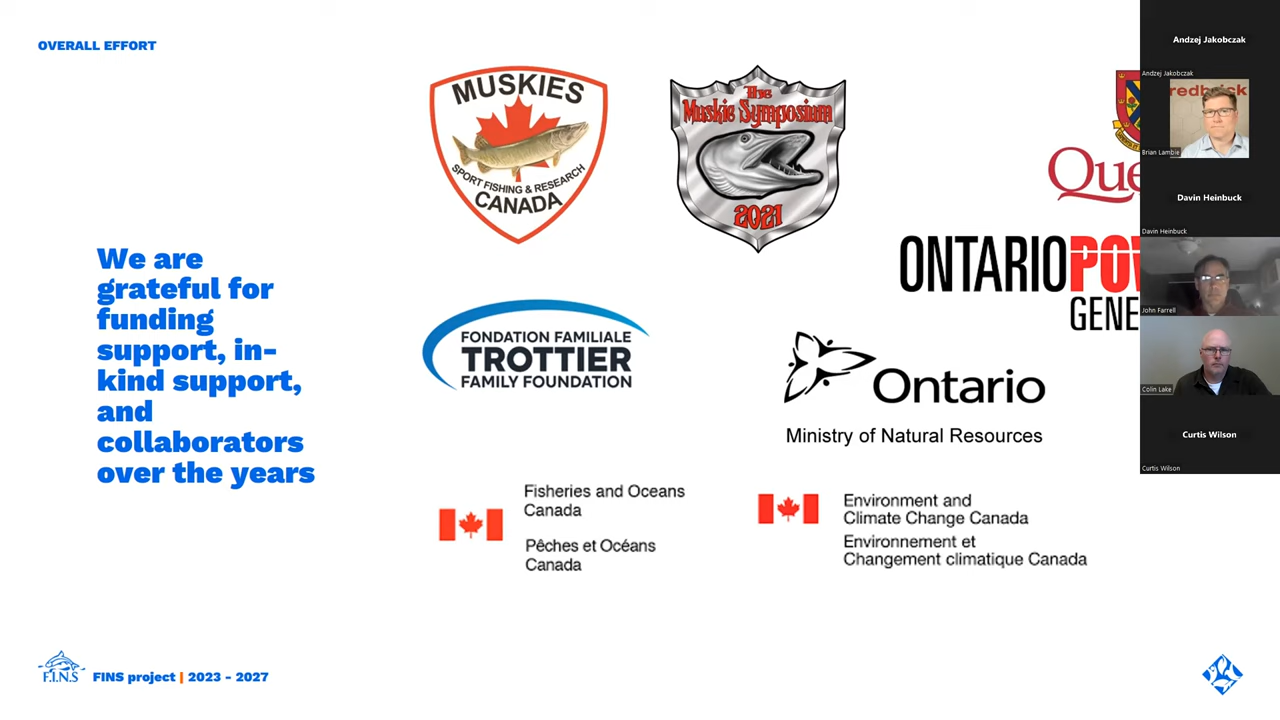 OVERALL EFFORT
MUSKIES
SPORT FISHING & RESEARCH
CANADA
The
Muskie Symposium
2021
We are
grateful for
funding
support, in-
kind support,
and
collaborators
over the years
ONTARIO
GENE
FONDATION FAMILIALE
TROTTIER
FAMILY FOUNDATION
Ontario
Ministry of Natural Resources
Fisheries and Oceans
Canada
Pêches et Océans
Canada
Environment and
Climate Change Canada
Environnement et
Changement climatique Canada
F.I.N.S
FINS project | 2023 - 2027
Andzej Jakobczak
Andzej Jakobczak
redbrick
Brian Lambie
Davin Heinbuck
Davin Heinbuck
John Farrell
Colin Lake
Curtis Wilson
Curtis Wilson